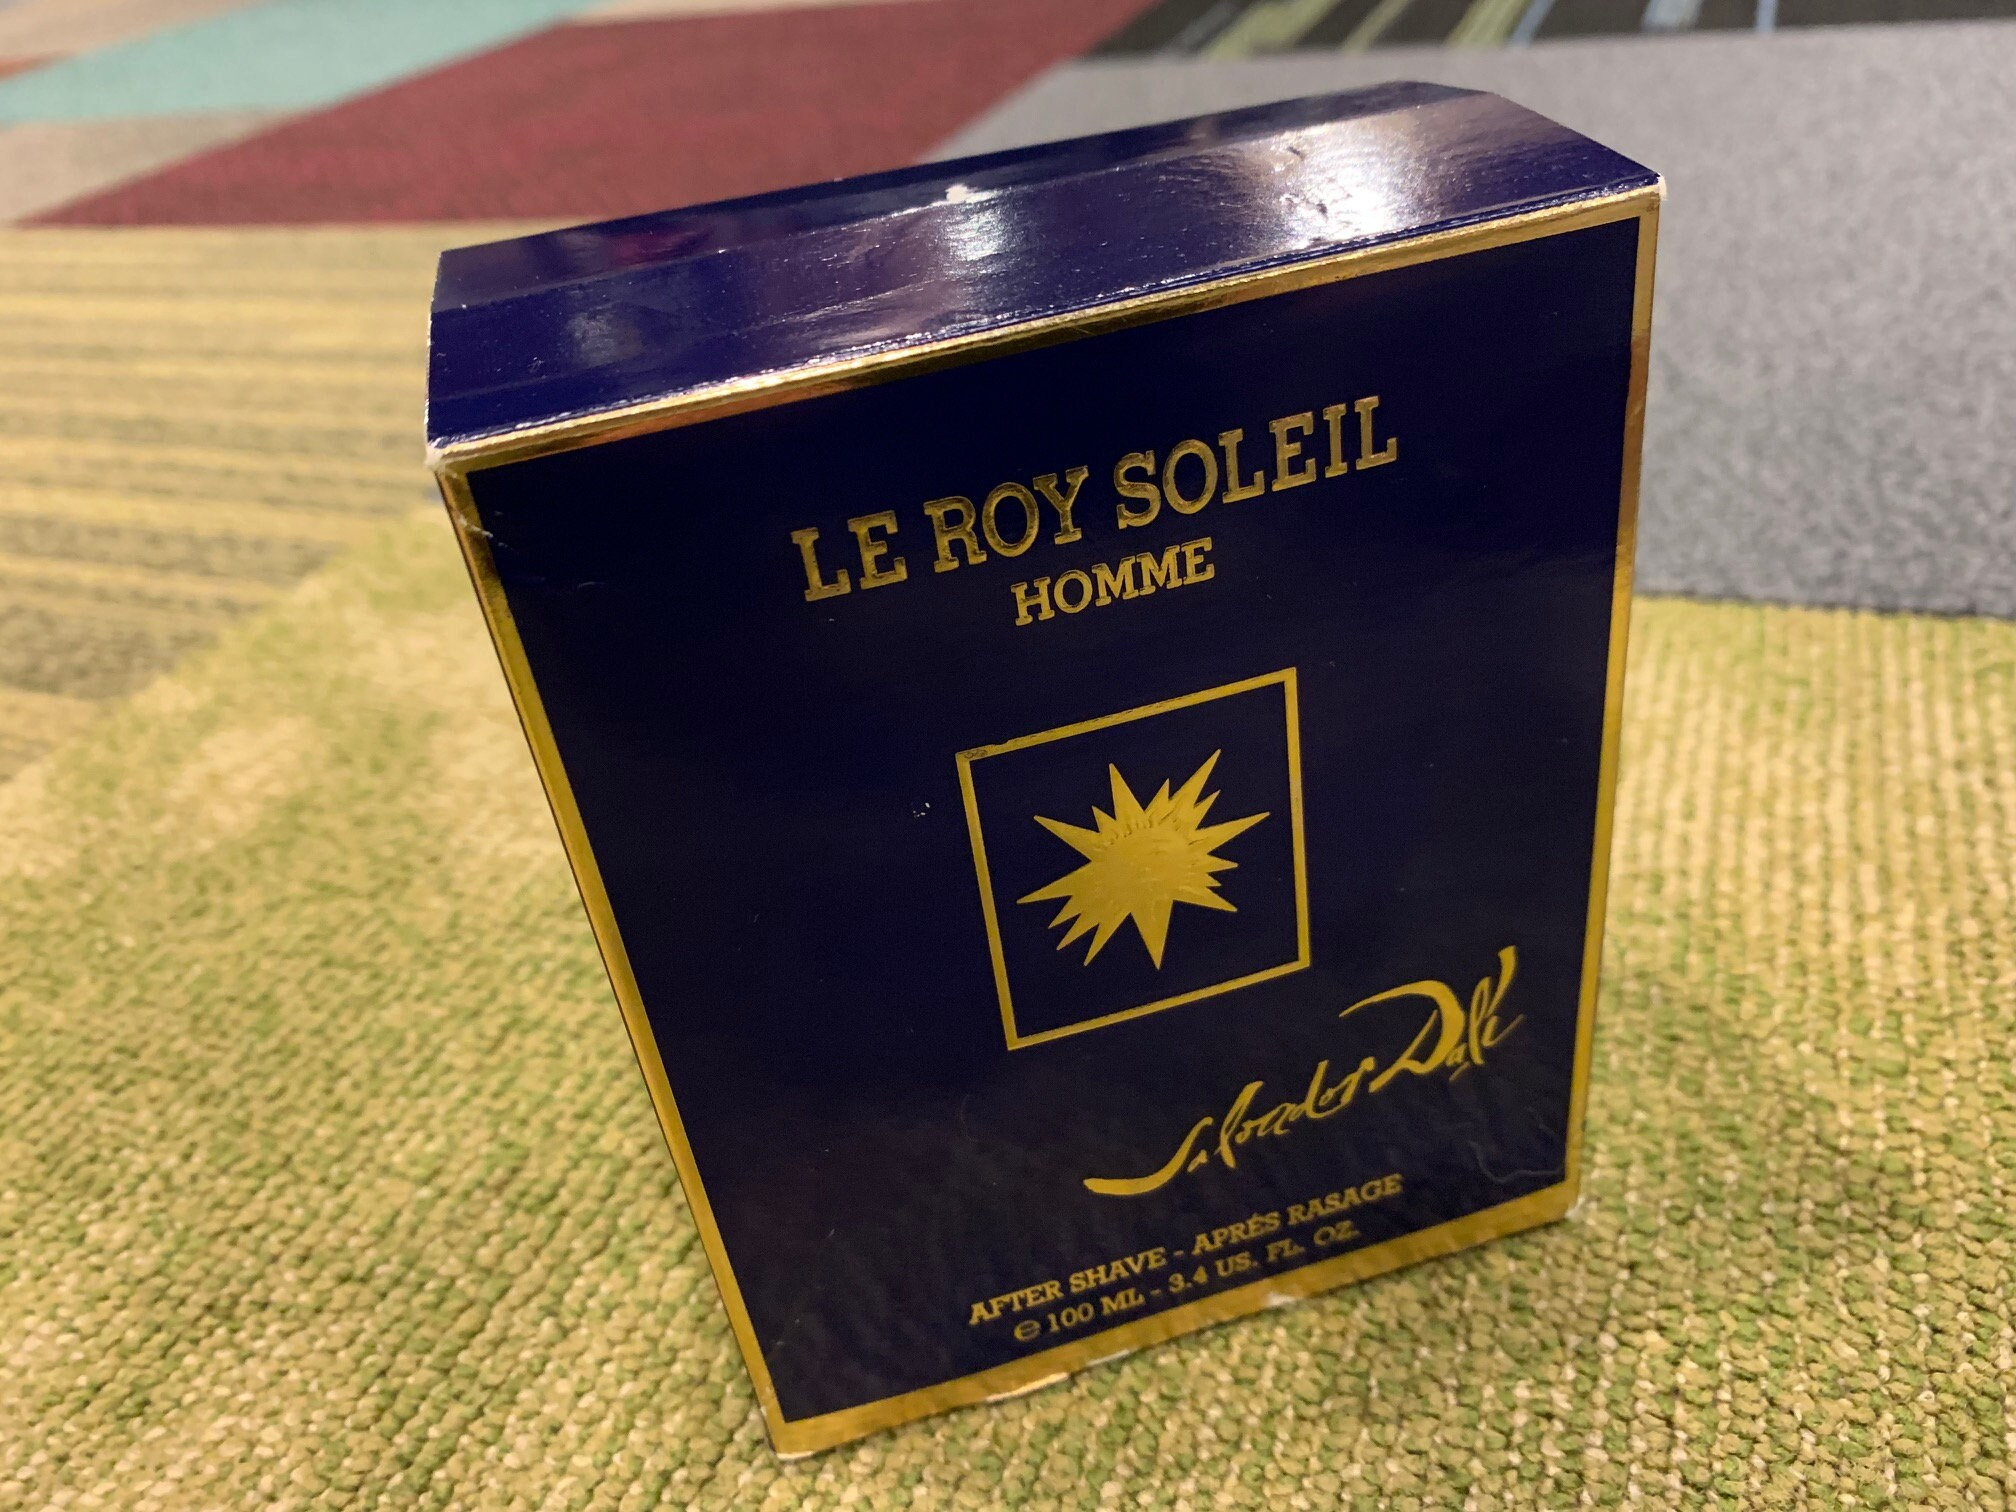 LE ROY SOLEIL
HOMME
Salvador Dalí
AFTER SHAVE - APRÉS RASAGE
℮ 100 ML - 3.4 US. FL. OZ.